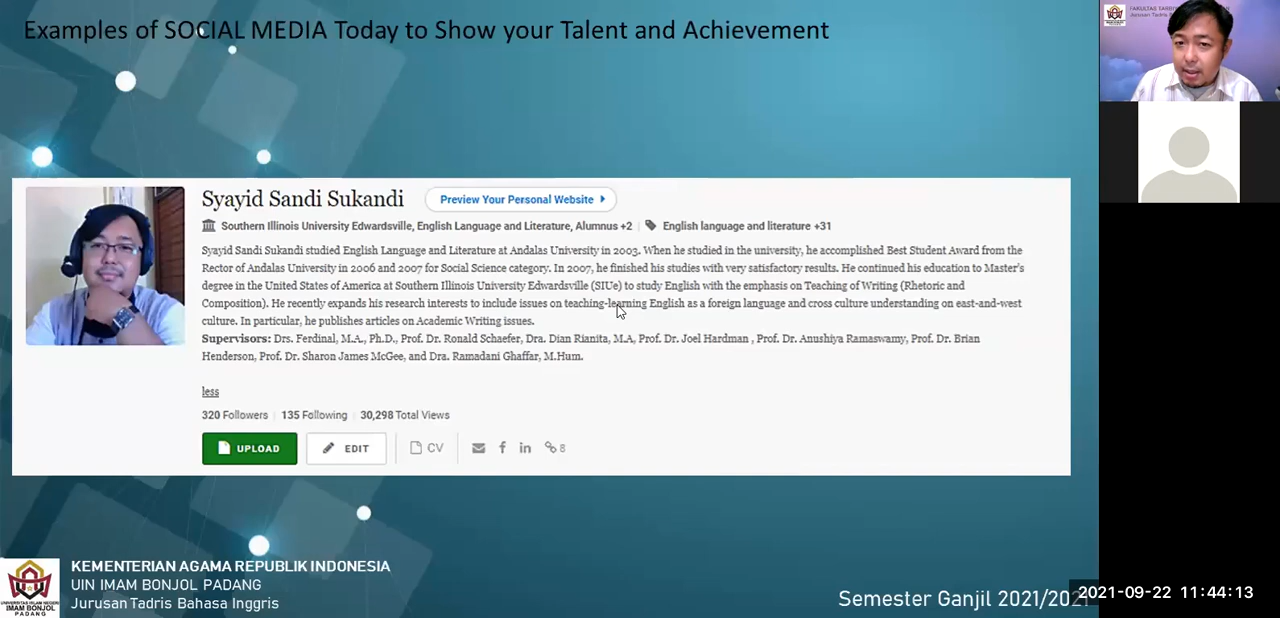 Examples of SOCIAL MEDIA Today to Show your Talent and Achievement
Syayid Sandi Sukandi
Preview Your Personal Website
Southern Illinois University Edwardsville, English Language and Literature, Alumnus +2
English language and literature +31
Syayid Sandi Sukandi studied English Language and Literature at Andalas University in 2003. When he studied in the university, he accomplished Best Student Award from the
Rector of Andalas University in 2006 and 2007 for Social Science category. In 2007, he finished his studies with very satisfactory results. He continued his education to Master's
degree in the United States of America at Southern Illinois University Edwardsville (SIUe) to study English with the emphasis on Teaching of Writing (Rhetoric and
Composition). He recently expands his research interests to include issues on teaching-learning English as a foreign language and cross culture understanding on east-and-west
culture. In particular, he publishes articles on Academic Writing issues.
Supervisors: Drs. Ferdinal, M.A., Ph.D., Prof. Dr. Ronald Schaefer, Dra. Dian Rianita, M.A, Prof. Dr. Joel Hardman , Prof. Dr. Anushiya Ramaswamy, Prof. Dr. Brian
Henderson, Prof. Dr. Sharon James McGee, and Dra. Ramadani Ghaffar, M.Hum.
less
320 Followers 135 Following 30,298 Total Views
UPLOAD EDIT CV f in 8
UNIVERSITAS ISLAM NEGERI
IMAM BONJOL
PADANG
KEMENTERIAN AGAMA REPUBLIK INDONESIA
UIN IMAM BONJOL PADANG
Jurusan Tadris Bahasa Inggris
Semester Ganjil 2021/202
2021-09-22 11:44:13
FAKULTAS
Jurusan Tadris